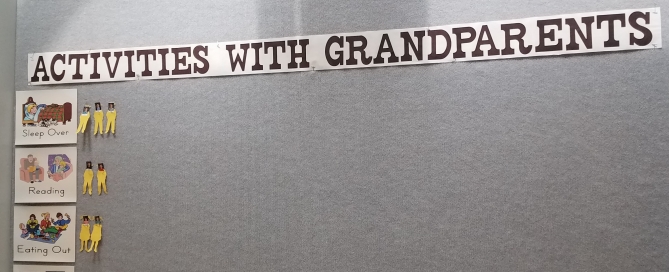 ACTIVITIES WITH GRANDPARENTS
Sleep Over
Reading
Eating Out